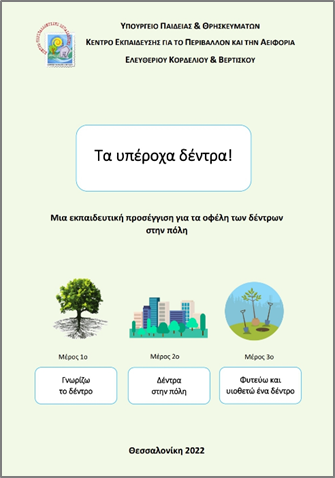 Υπουργειο Παιδειας & Θρησκευματων
Κεντρο Εκπαιδευσης για το Περιβαλλον και την Αειφορια
Ελευθεριου Κορδελιου & Βερτισκου
Τα υπέροχα δέντρα!
Μια εκπαιδευτική προσέγγιση για τα οφέλη των δέντρων
στην πόλη
Μέρος 1ο
Μέρος 2ο
Μέρος 3ο
Γνωρίζω
το δέντρο
Δέντρα
στην πόλη
Φυτεύω και
υιοθετώ ένα δέντρο
Θεσσαλονίκη 2022